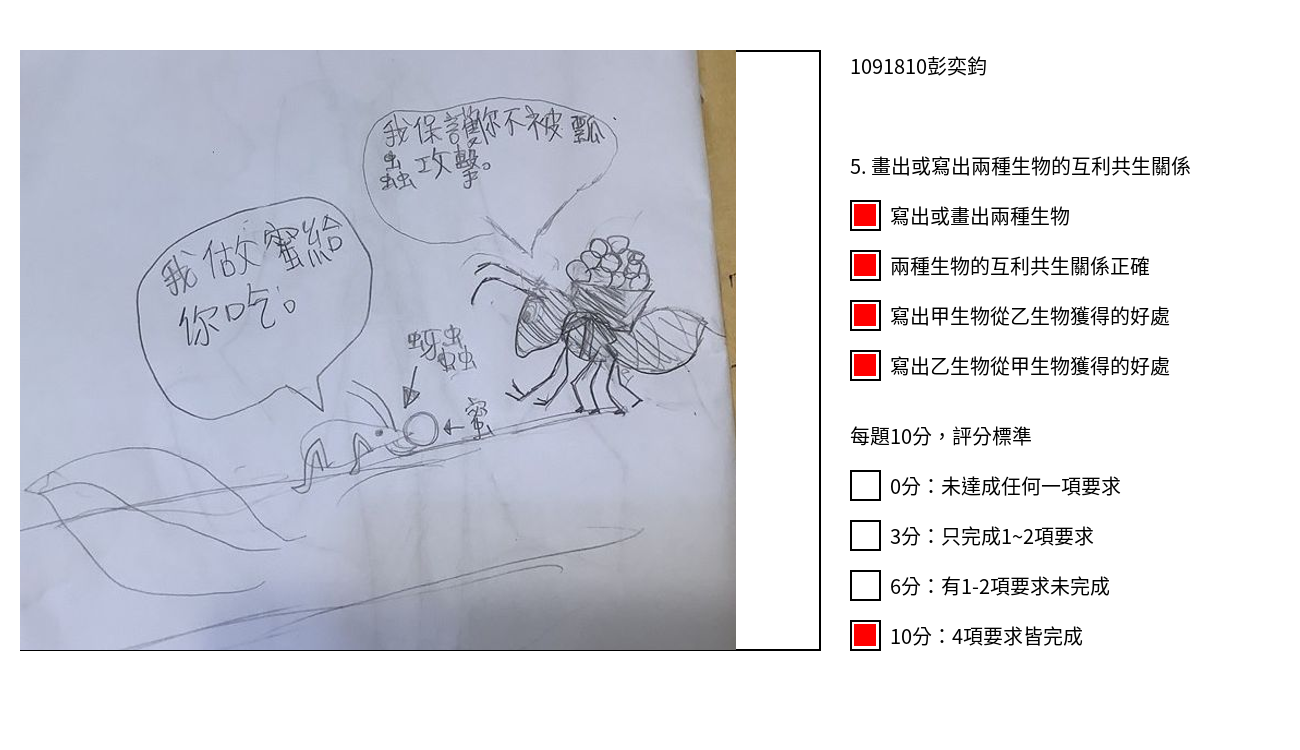 我保護你不被瓢
蟲攻擊。
我做蜜給
你吃。
蚜蟲
蜜
1091810彭奕鈞
5. 畫出或寫出兩種生物的互利共生關係
寫出或畫出兩種生物
兩種生物的互利共生關係正確
寫出甲生物從乙生物獲得的好處
寫出乙生物從甲生物獲得的好處
每題10分，評分標準
0分：未達成任何一項要求
3分：只完成1~2項要求
6分：有1-2項要求未完成
10分：4項要求皆完成